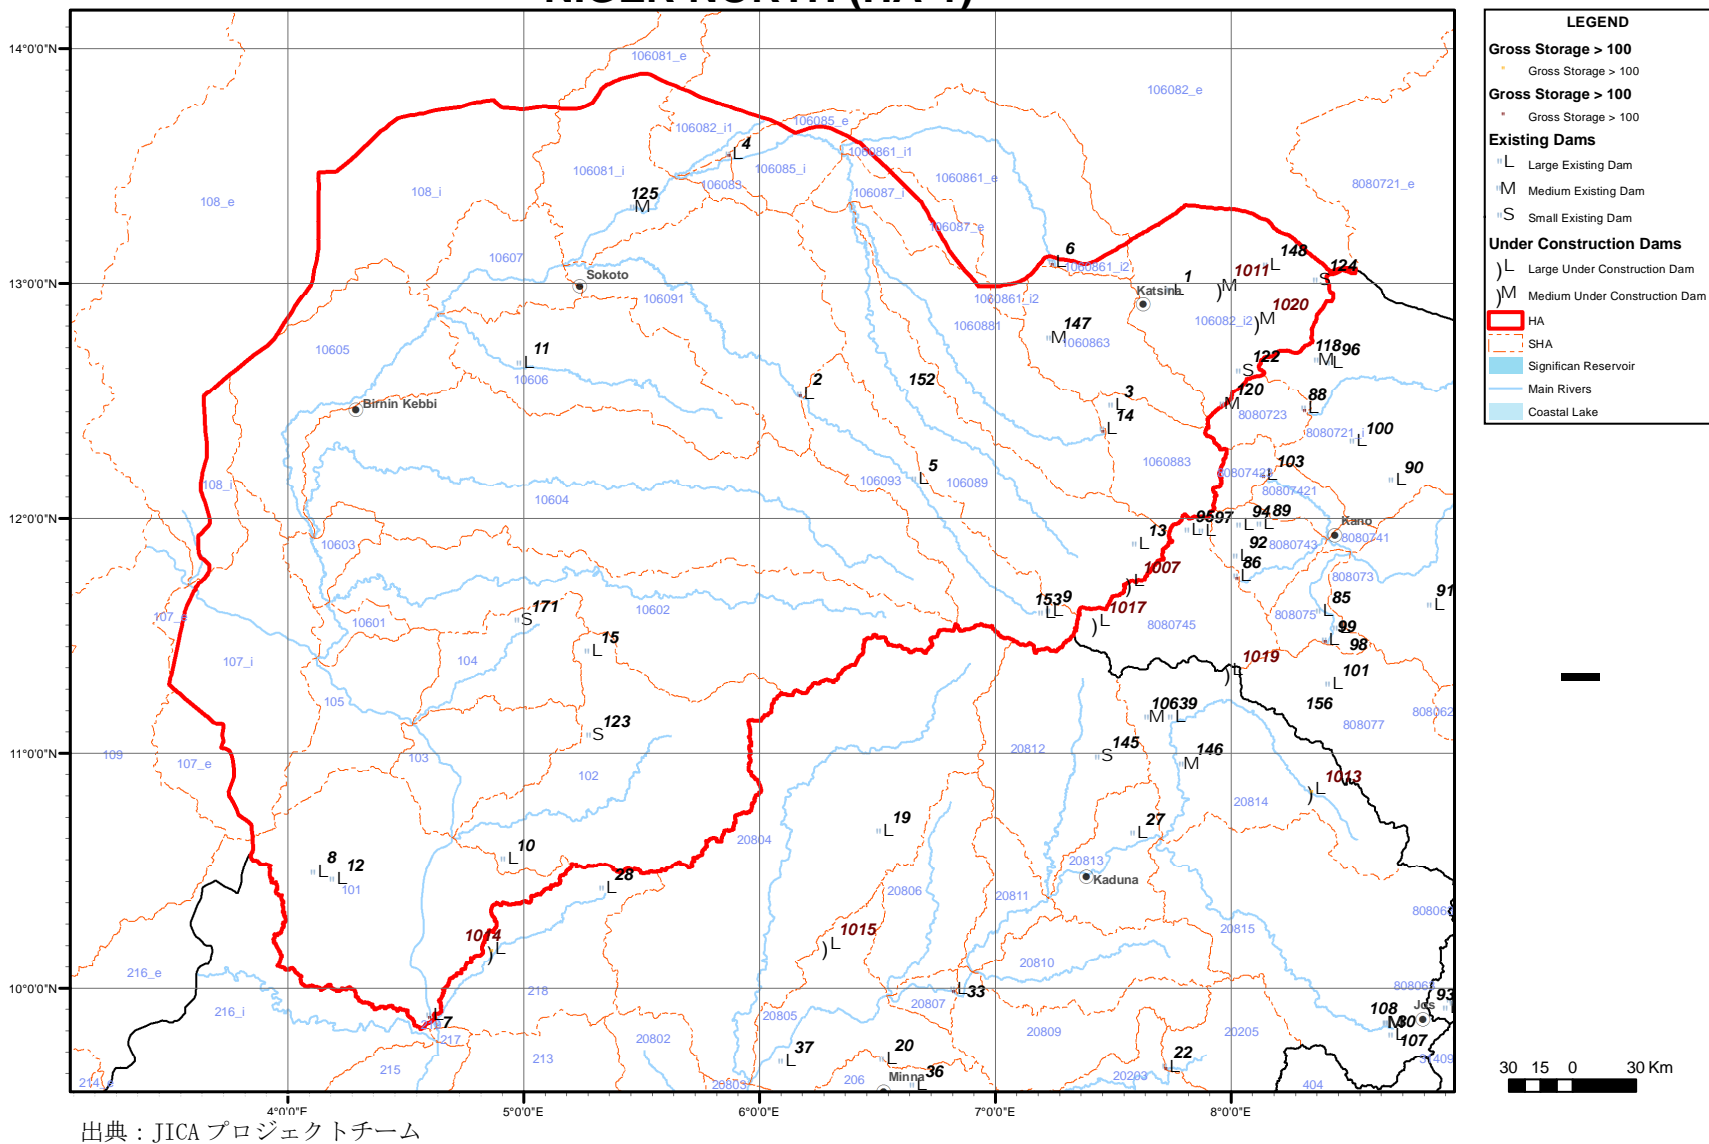 LEGEND
Gross Storage > 100
Gross Storage > 100
Gross Storage > 100
Gross Storage > 100
Existing Dams
L Large Existing Dam
M Medium Existing Dam
S Small Existing Dam
Under Construction Dams
)L Large Under Construction Dam
)M Medium Under Construction Dam
HA
SHA
Significan Reservoir
Main Rivers
Coastal Lake
14°0'0"N
13°0'0"N
12°0'0"N
11°0'0"N
10°0'0"N
4°0'0"E
5°0'0"E
6°0'0"E
7°0'0"E
8°0'0"E
106081_e
106082_e
106082_i1
106085_e
4
L
106081_i
106083
106085_i
1060861_i1
1060861_e
106087_i
106087_e
8080721_e
108_e
108_i
125
M
10607
Sokoto
106091
6
L
1060861_i2
1060861_i2
148
L
124
S
1
L
1011
M
Katsina
1020
M
106082_i2
1060881
147
M
1060863
10605
11
L
10606
2
L
152
122
S
118
M
96
L
120
M
3
L
14
L
88
L
8080723
8080721_i
100
L
Birnin Kebbi
1060883
108_i
10604
106093
5
L
106089
80807423
103
L
80807421
90
L
10603
13
L
95
L
97
L
94
L
89
L
Kano
8080743
8080741
92
L
86
L
808073
1007
L
107_e
10601
10602
171
S
153
9
L
1017
L
8080745
808075
85
L
91
L
99
98
L
107_i
104
15
L
1019
L
101
L
105
156
808077
808062
123
S
106
M
39
L
109
107_e
103
102
20812
145
S
146
M
1013
L
20814
19
L
20804
27
L
8
L
12
L
101
10
L
28
L
20813
Kaduna
20806
20811
1014
L
1015
L
20815
216_e
20810
216_i
218
33
L
20807
7
L
217
20805
20809
20205
108
M
30
107
L
Jos
93
215
213
20802
37
L
20
L
22
L
214_e
20803
206
Minna
36
L
20203
404
30 15 0 30 Km
出典：JICA プロジェクトチーム